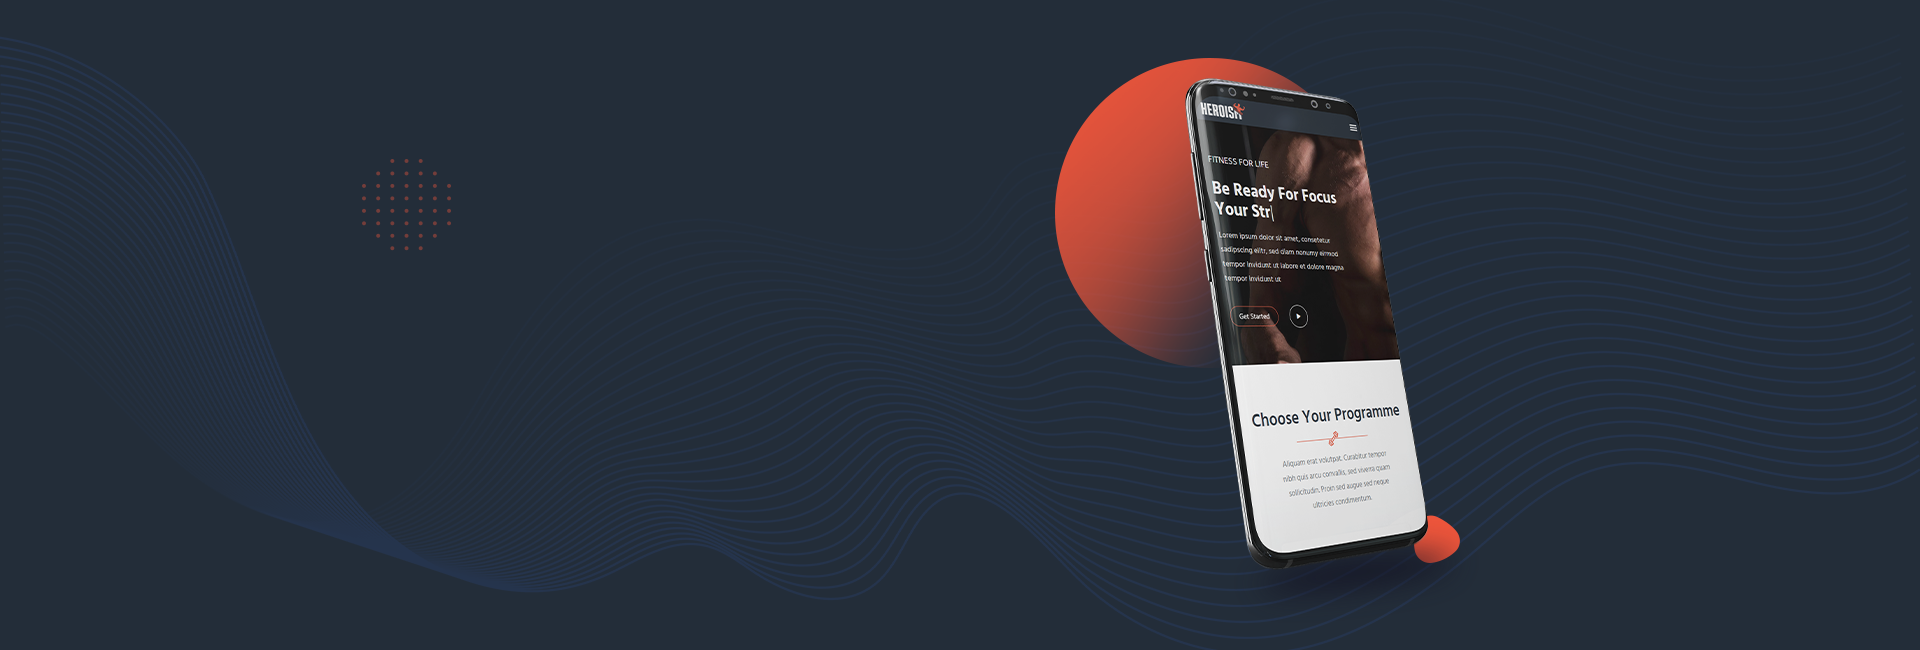 HEROISM
FITNESS FOR LIFE
Be Ready For Focus
Your Str|
Lorem ipsum dolor sit amet, consetetur
sadipscing elitr, sed diam nonumy eirmod
tempor invidunt ut labore et dolore magna
tempor invidunt ut
Get Started
Choose Your Programme
Aliquam erat volutpat. Curabitur tempor
nibh quis arcu convallis, sed viverra quam
sollicitudin. Proin sed augue sed neque
ultricies condimentum.